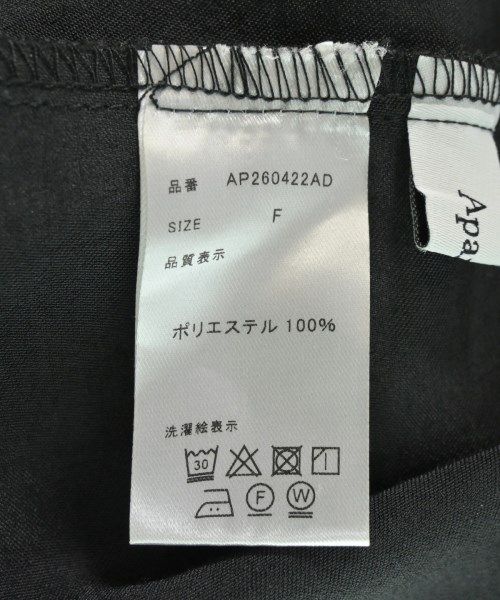 品番 AP260422AD
SIZE F
品質表示
ポリエステル 100%
洗濯絵表示
30
F W
Apa